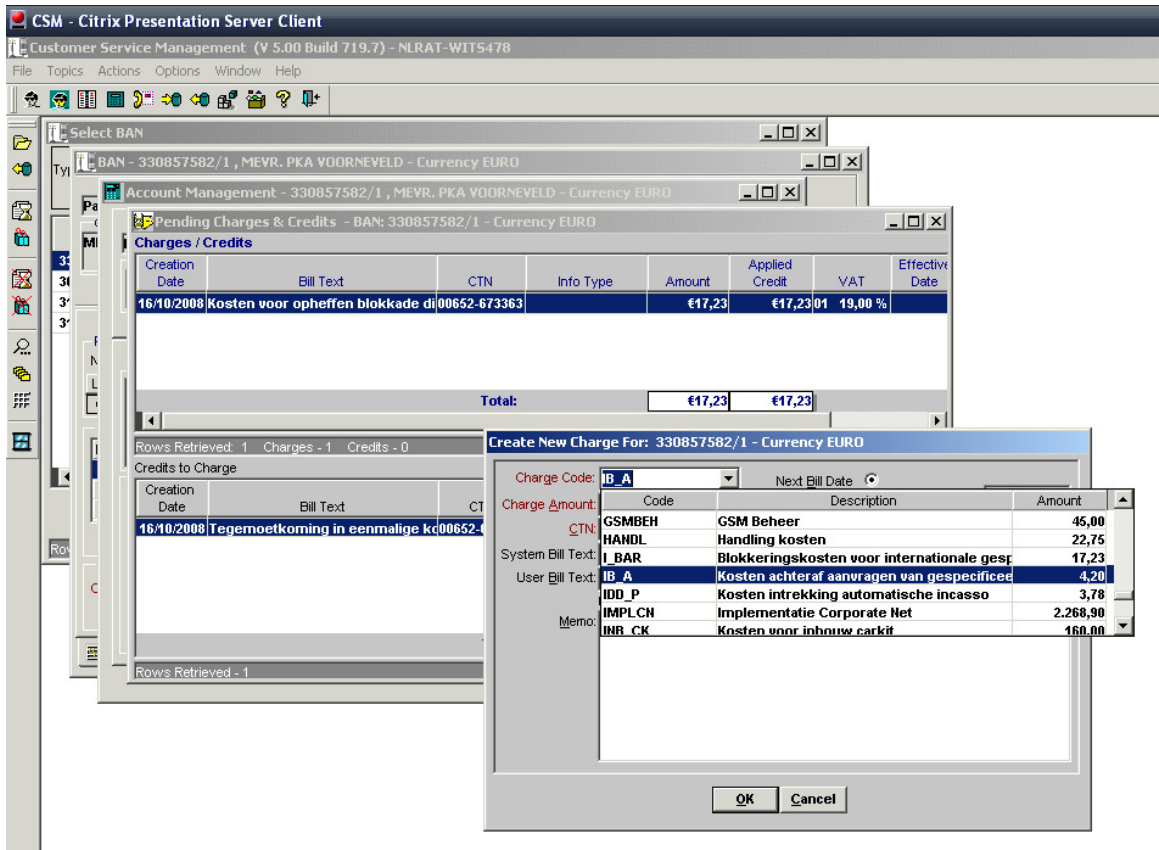 CSM - Citrix Presentation Server Client
Customer Service Management (V 5.00 Build 719.7) - NLRAT-WITS478
File Topics Actions Options Window Help
Select BAN
BAN - 330857582/1 , MEVR. PKA VOORNEVELD - Currency EURO
Account Management - 330857582/1 , MEVR. PKA VOORNEVELD - Currency EURO
Pending Charges & Credits - BAN: 330857582/1 - Currency EURO
Charges / Credits
Creation Date Bill Text CTN Info Type Amount Applied Credit VAT Effective Date
16/10/2008 Kosten voor opheffen blokkade di 00652-673363 €17,23 €17,23 01 19,00 %
Total: €17,23 €17,23
Rows Retrieved: 1 Charges - 1 Credits - 0
Credits to Charge
Creation Date Bill Text CT
16/10/2008 Tegemoetkoming in eenmalige ko 00652-6
Rows Retrieved - 1
Create New Charge For: 330857582/1 - Currency EURO
Charge Code: IB_A Next Bill Date
Charge Amount:
CTN:
System Bill Text:
User Bill Text:
Memo:
Code Description Amount
GSMBEH GSM Beheer 45,00
HANDL Handling kosten 22,75
I_BAR Blokkeringskosten voor internationale gesp 17,23
IB_A Kosten achteraf aanvragen van gespecificee 4,20
IDD_P Kosten intrekking automatische incasso 3,78
IMPLCN Implementatie Corporate Net 2.268,90
INB_CK Kosten voor inbouw carkit 160,00
OK Cancel